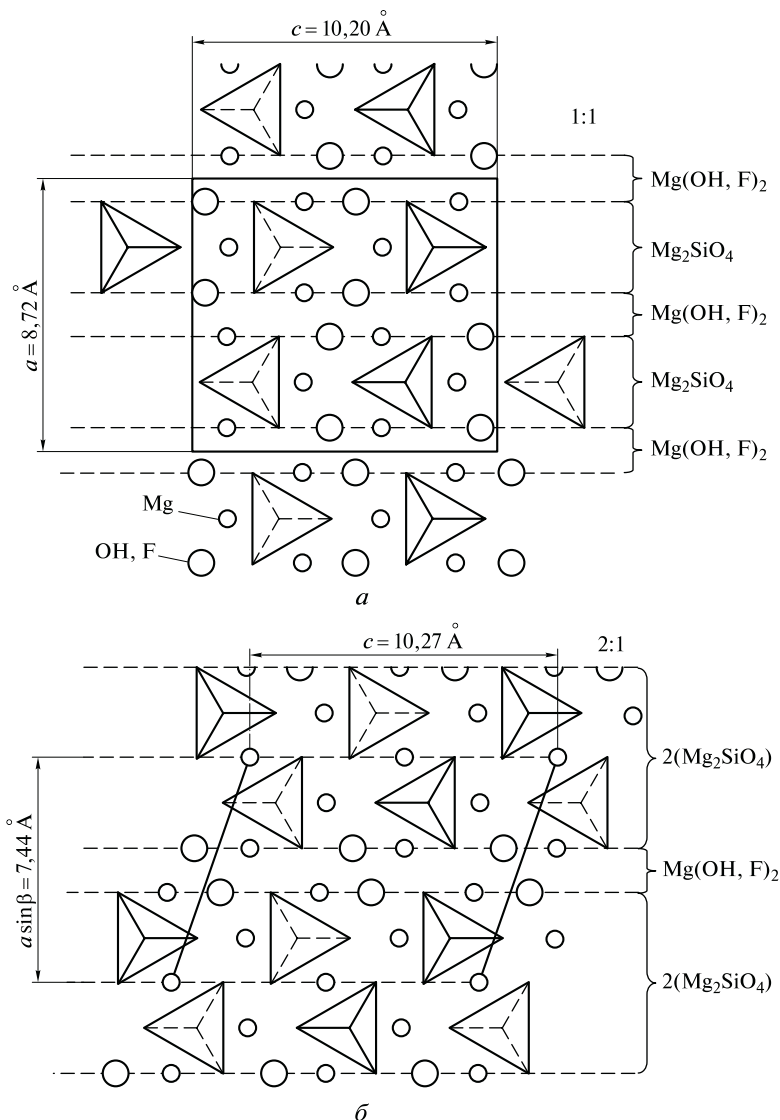 c = 10,20 Å
1:1
Mg(OH, F)₂
Mg₂SiO₄
a = 8,72 Å
Mg(OH, F)₂
Mg₂SiO₄
Mg(OH, F)₂
Mg
OH, F
а
c = 10,27 Å
2:1
2(Mg₂SiO₄)
a sinβ = 7,44 Å
Mg(OH, F)₂
2(Mg₂SiO₄)
б